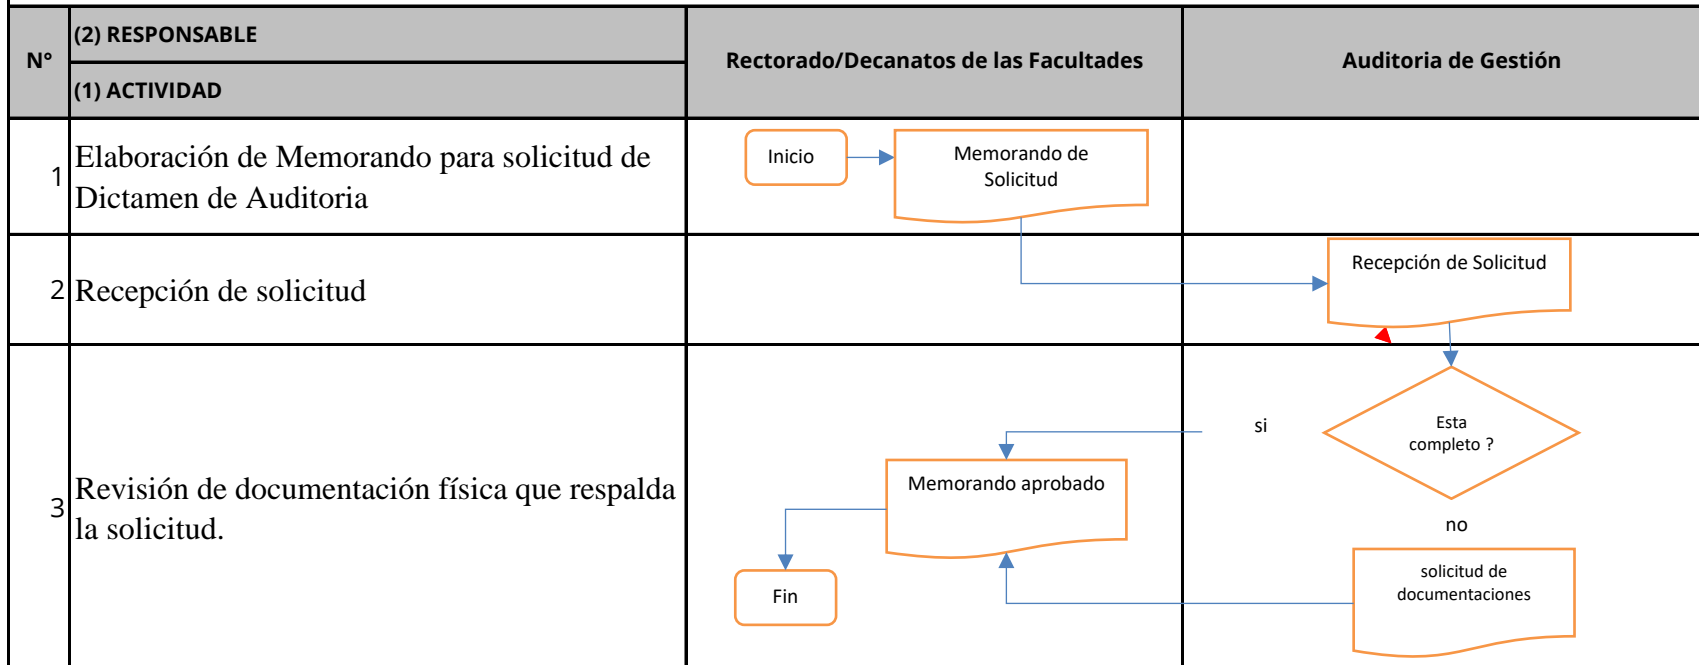 N°
(2) RESPONSABLE
(1) ACTIVIDAD
Rectorado/Decanatos de las Facultades
Auditoria de Gestión
1
Elaboración de Memorando para solicitud de
Dictamen de Auditoria
Inicio
Memorando de
Solicitud
2
Recepción de solicitud
Recepción de Solicitud
3
Revisión de documentación física que respalda
la solicitud.
si
Esta
completo ?
Memorando aprobado
no
Fin
solicitud de
documentaciones